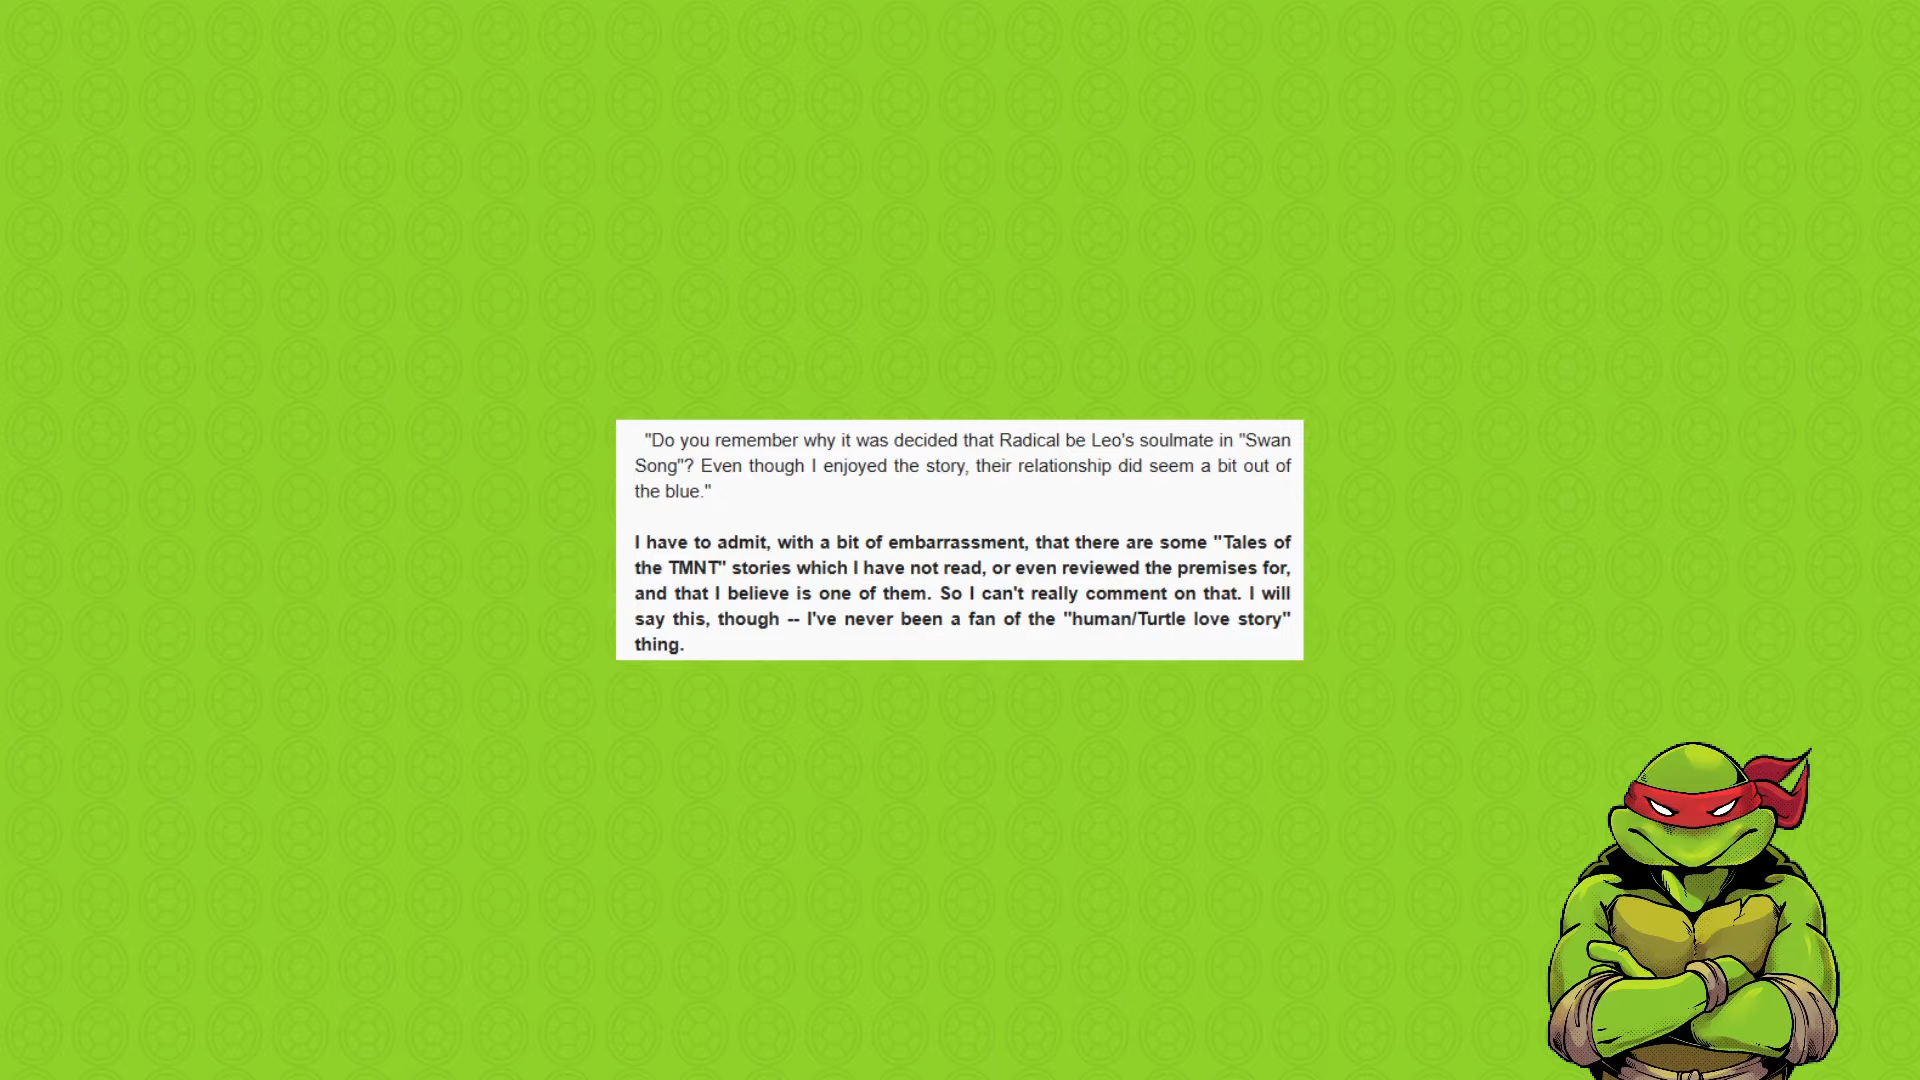 "Do you remember why it was decided that Radical be Leo's soulmate in "Swan
Song"? Even though I enjoyed the story, their relationship did seem a bit out of
the blue."
I have to admit, with a bit of embarrassment, that there are some "Tales of
the TMNT" stories which I have not read, or even reviewed the premises for,
and that I believe is one of them. So I can't really comment on that. I will
say this, though -- I've never been a fan of the "human/Turtle love story"
thing.